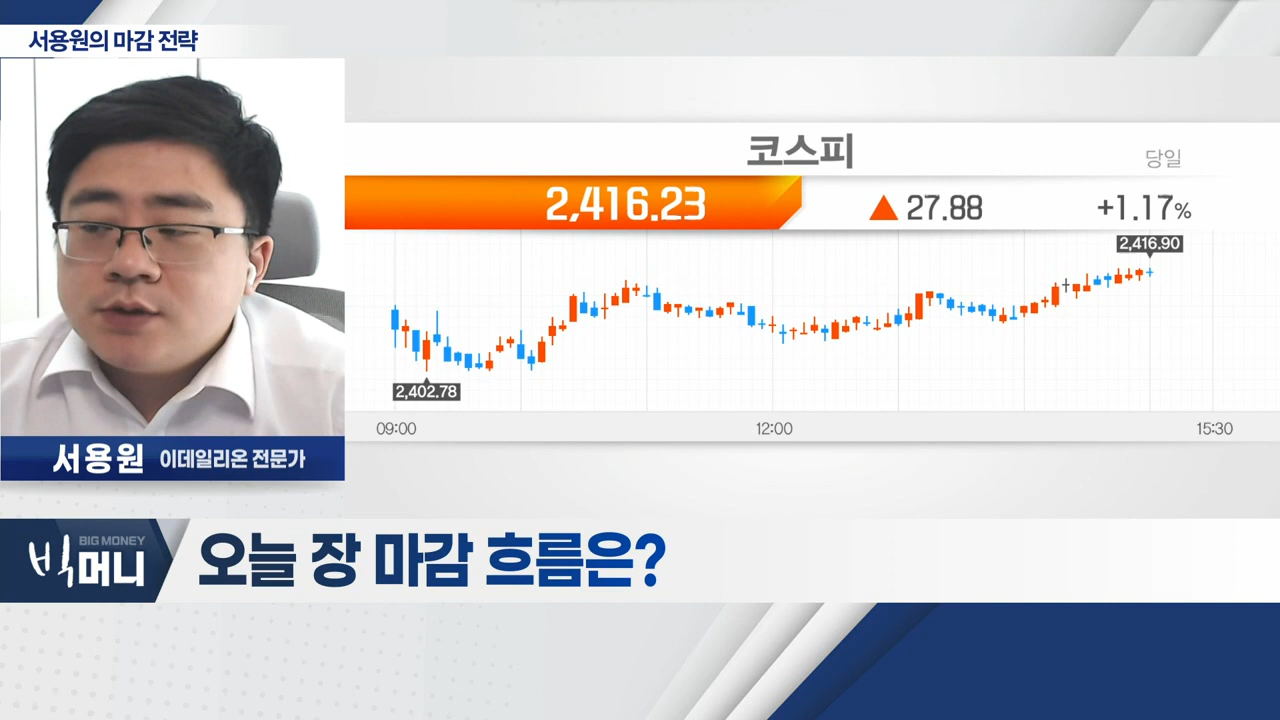 서용원의 마감 전략
코스피
당일
2,416.23 ▲ 27.88 +1.17%
2,416.90
2,402.78
09:00 12:00 15:30
서용원 이데일리온 전문가
BIG MONEY
빅머니
오늘 장 마감 흐름은?